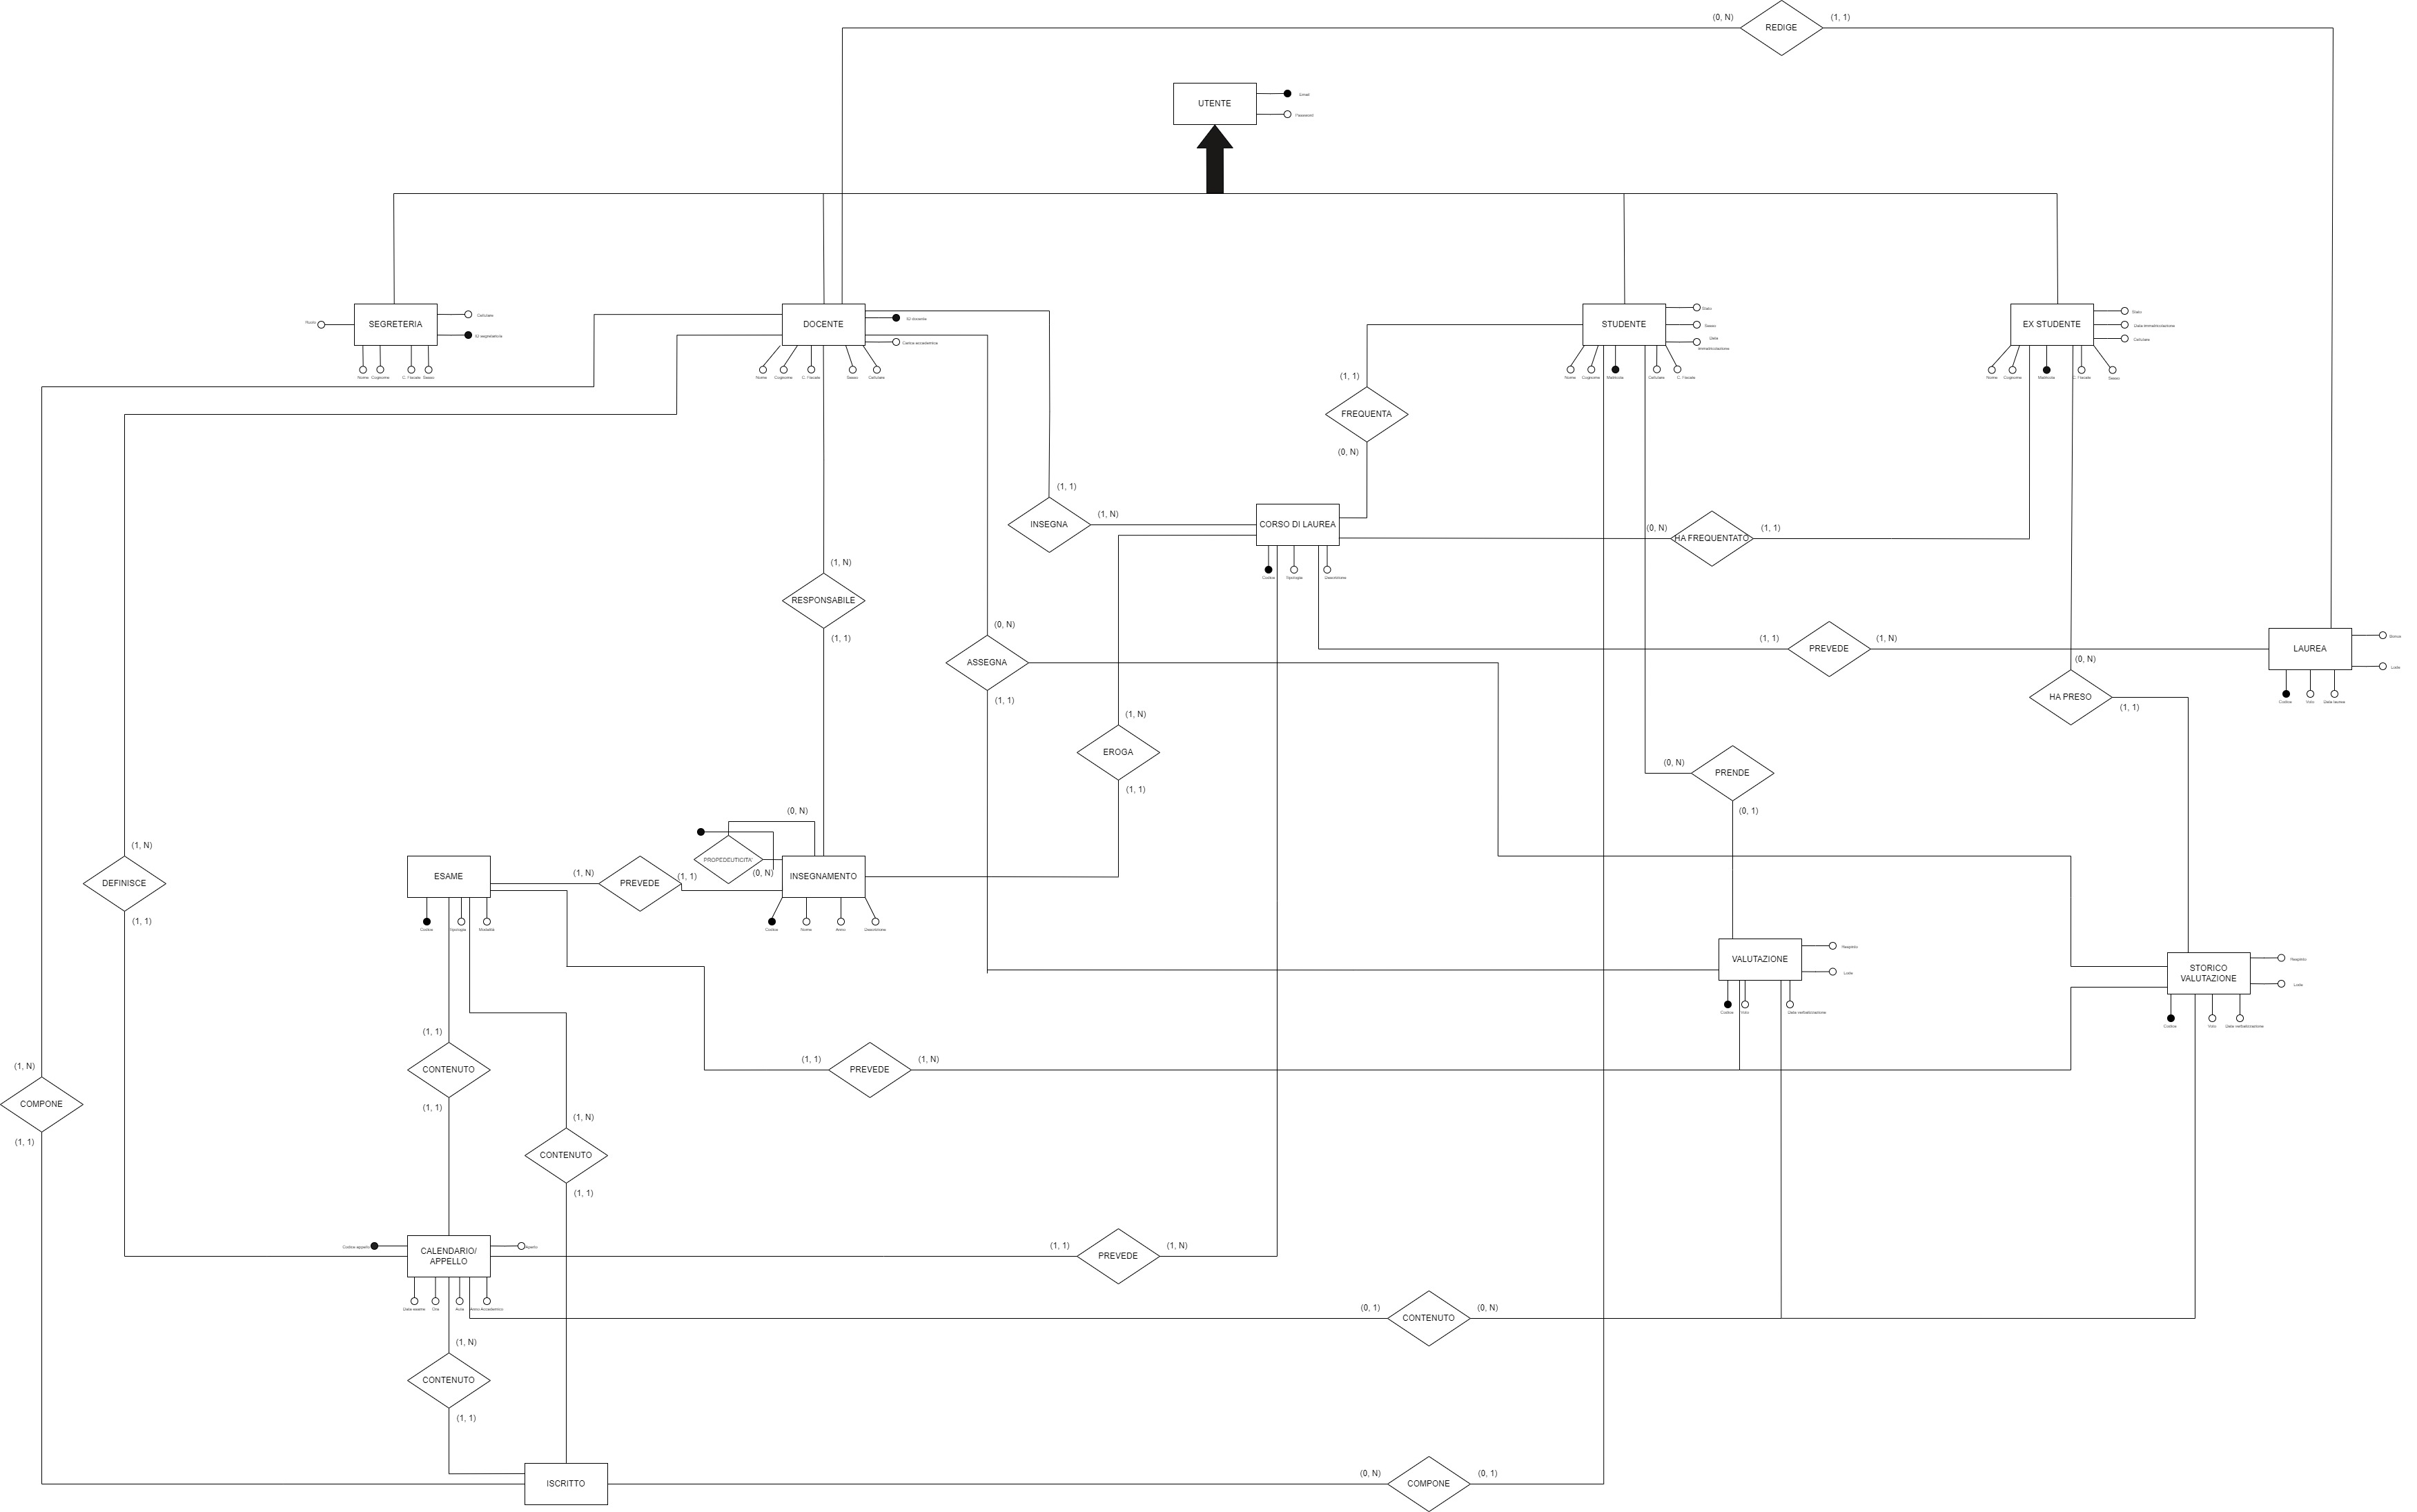 (0, N)
REDIGE
(1, 1)
UTENTE
Email
Password
SEGRETERIA
Ruolo
Cellulare
Id segreteria
Nome
Cognome
C. Fiscale
Sesso
DOCENTE
Id docente
Carica accademica
Nome
Cognome
C. Fiscale
Sesso
Cellulare
STUDENTE
Stato
Sesso
Data
immatricolazione
Nome
Cognome
Matricola
Cellulare
C. Fiscale
EX STUDENTE
Stato
Data immatricolazione
Cellulare
Nome
Cognome
Matricola
C. Fiscale
Sesso
(1, 1)
FREQUENTA
(0, N)
(1, 1)
INSEGNA
(1, N)
CORSO DI LAUREA
Codice
tipologia
Descrizione
(0, N)
HA FREQUENTATO
(1, 1)
(1, N)
RESPONSABILE
(1, 1)
(0, N)
ASSEGNA
(1, 1)
(1, 1)
PREVEDE
(1, N)
LAUREA
Lode
Codice
Voto
Data laurea
(0, N)
HA PRESO
(1, 1)
(1, N)
EROGA
(1, 1)
(0, N)
PRENDE
(0, 1)
(0, N)
PROPEDEUTICITA'
(0, N)
(1, N)
DEFINISCE
(1, 1)
ESAME
Codice
tipologia
Modalità
(1, N)
PREVEDE
(1, 1)
INSEGNAMENTO
Codice
Nome
Anno
Descrizione
VALUTAZIONE
Respinto
Lode
Codice
Voto
Data verbalizzazione
STORICO
VALUTAZIONE
Respinto
Lode
Codice
Voto
Data verbalizzazione
(1, 1)
CONTENUTO
(1, 1)
(1, 1)
PREVEDE
(1, N)
(1, N)
COMPONE
(1, 1)
(1, N)
CONTENUTO
(1, 1)
CALENDARIO/
APPELLO
Codice appello
Appello
Data esame
Ora
Aula
Anno Accademico
(1, 1)
PREVEDE
(1, N)
(0, 1)
CONTENUTO
(0, N)
(1, N)
CONTENUTO
(1, 1)
ISCRITTO
(0, N)
COMPONE
(0, 1)